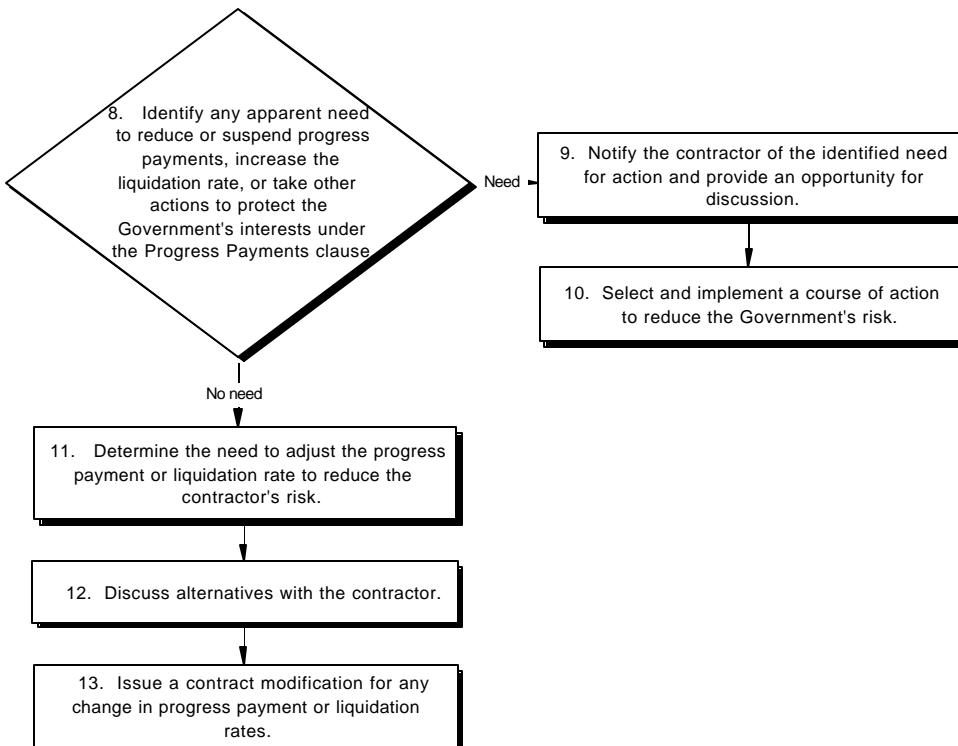 8. Identify any apparent need
to reduce or suspend progress
payments, increase the
liquidation rate, or take other
actions to protect the
Government's interests under
the Progress Payments clause
Need
9. Notify the contractor of the identified need
for action and provide an opportunity for
discussion.
10. Select and implement a course of action
to reduce the Government's risk.
No need
11. Determine the need to adjust the progress
payment or liquidation rate to reduce the
contractor's risk.
12. Discuss alternatives with the contractor.
13. Issue a contract modification for any
change in progress payment or liquidation
rates.